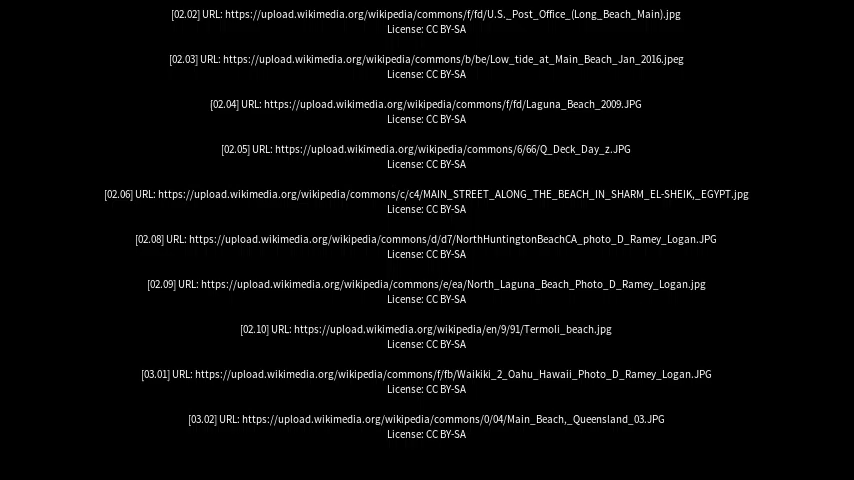 [02.02] URL: https://upload.wikimedia.org/wikipedia/commons/f/fd/U.S._Post_Office_(Long_Beach_Main).jpg
License: CC BY-SA
[02.03] URL: https://upload.wikimedia.org/wikipedia/commons/b/be/Low_tide_at_Main_Beach_Jan_2016.jpeg
License: CC BY-SA
[02.04] URL: https://upload.wikimedia.org/wikipedia/commons/f/fd/Laguna_Beach_2009.JPG
License: CC BY-SA
[02.05] URL: https://upload.wikimedia.org/wikipedia/commons/6/66/Q_Deck_Day_z.JPG
License: CC BY-SA
[02.06] URL: https://upload.wikimedia.org/wikipedia/commons/c/c4/MAIN_STREET_ALONG_THE_BEACH_IN_SHARM_EL-SHEIK,_EGYPT.jpg
License: CC BY-SA
[02.08] URL: https://upload.wikimedia.org/wikipedia/commons/d/d7/NorthHuntingtonBeachCA_photo_D_Ramey_Logan.JPG
License: CC BY-SA
[02.09] URL: https://upload.wikimedia.org/wikipedia/commons/e/ea/North_Laguna_Beach_Photo_D_Ramey_Logan.jpg
License: CC BY-SA
[02.10] URL: https://upload.wikimedia.org/wikipedia/en/9/91/Termoli_beach.jpg
License: CC BY-SA
[03.01] URL: https://upload.wikimedia.org/wikipedia/commons/f/fb/Waikiki_2_Oahu_Hawaii_Photo_D_Ramey_Logan.JPG
License: CC BY-SA
[03.02] URL: https://upload.wikimedia.org/wikipedia/commons/0/04/Main_Beach,_Queensland_03.JPG
License: CC BY-SA